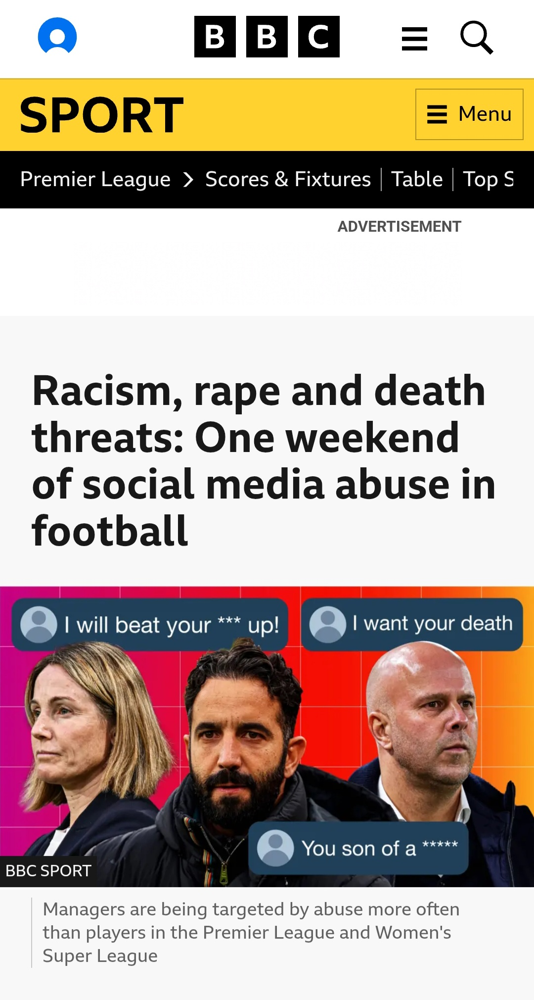 BBC
SPORT
Menu
Premier League
Scores & Fixtures
Table
Top S
ADVERTISEMENT
Racism, rape and death
threats: One weekend
of social media abuse in
football
I will beat your *** up!
I want your death
You son of a *****
BBC SPORT
Managers are being targeted by abuse more often
than players in the Premier League and Women's
Super League